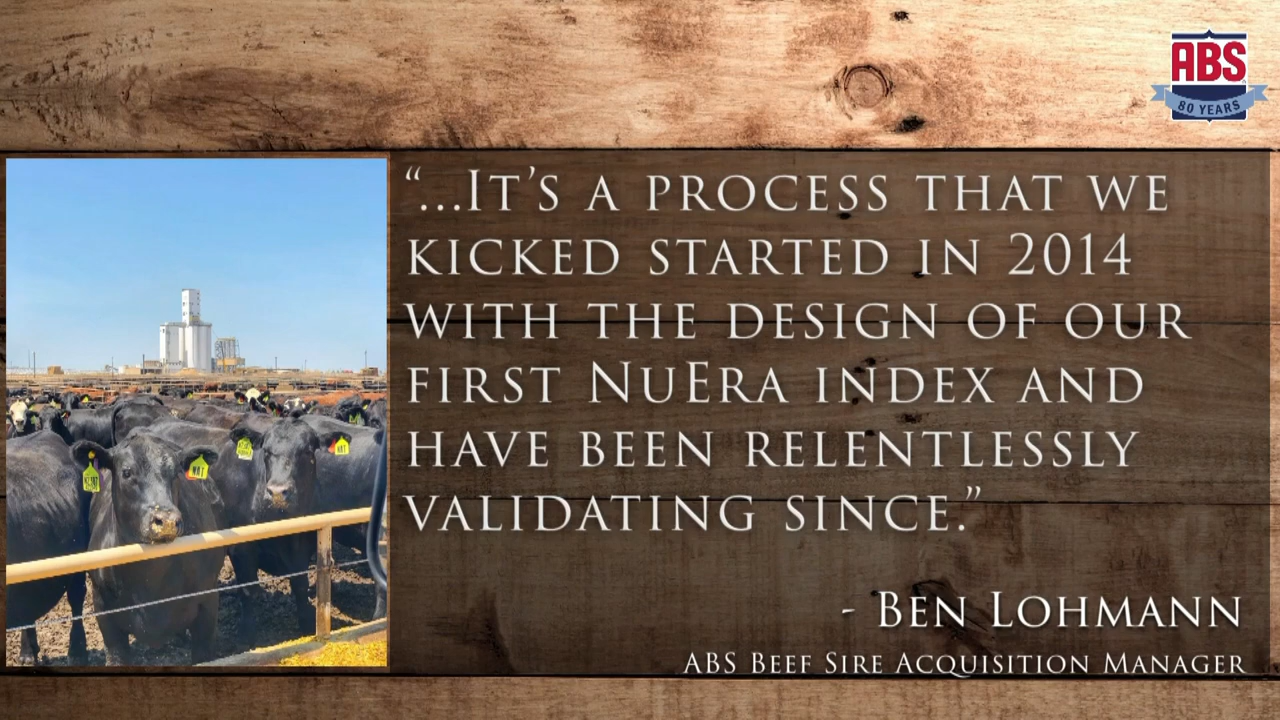 ABS
80 YEARS
“...IT’S A PROCESS THAT WE
KICKED STARTED IN 2014
WITH THE DESIGN OF OUR
FIRST NUERA INDEX AND
HAVE BEEN RELENTLESSLY
VALIDATING SINCE.”
- BEN LOHMANN
ABS BEEF SIRE ACQUISITION MANAGER